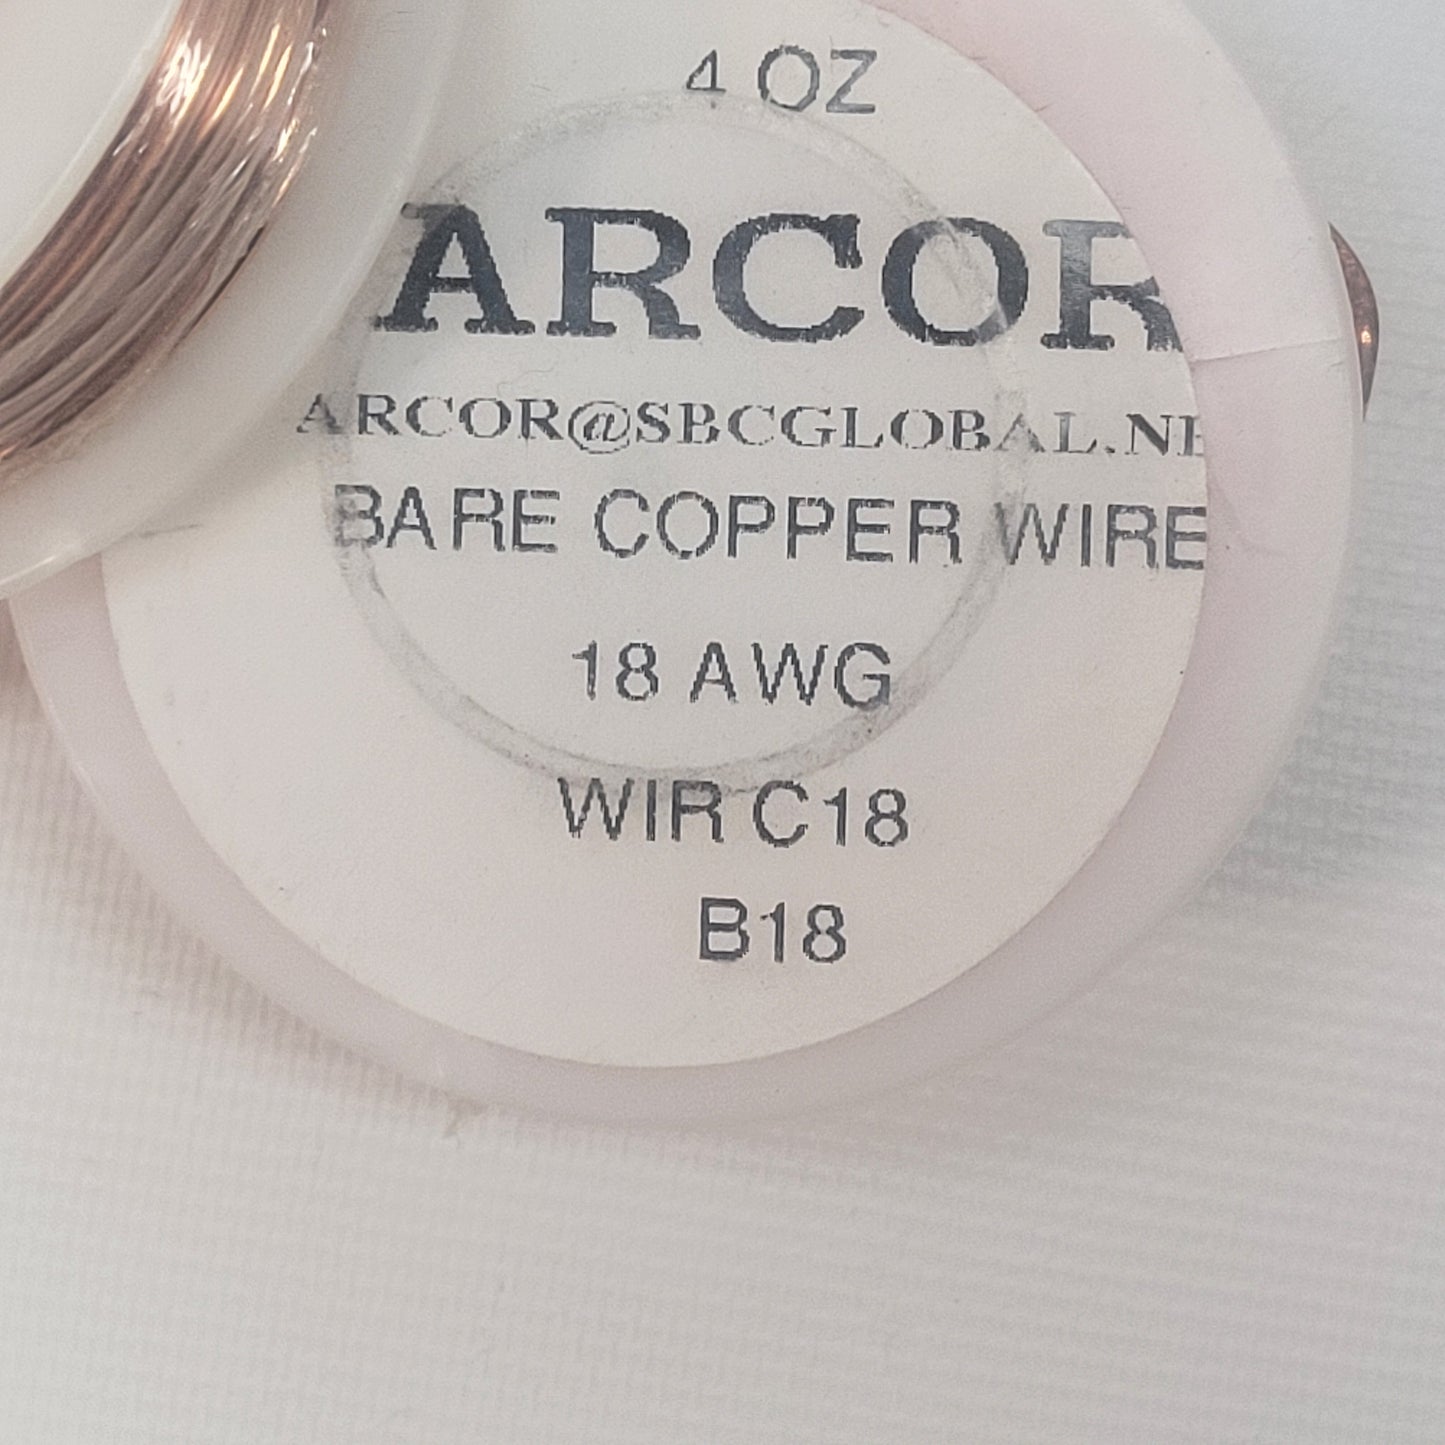 4 OZ
ARCOR
ARCOR@SBCGLOBAL.NE
BARE COPPER WIRE
18 AWG
WIR C18
B18